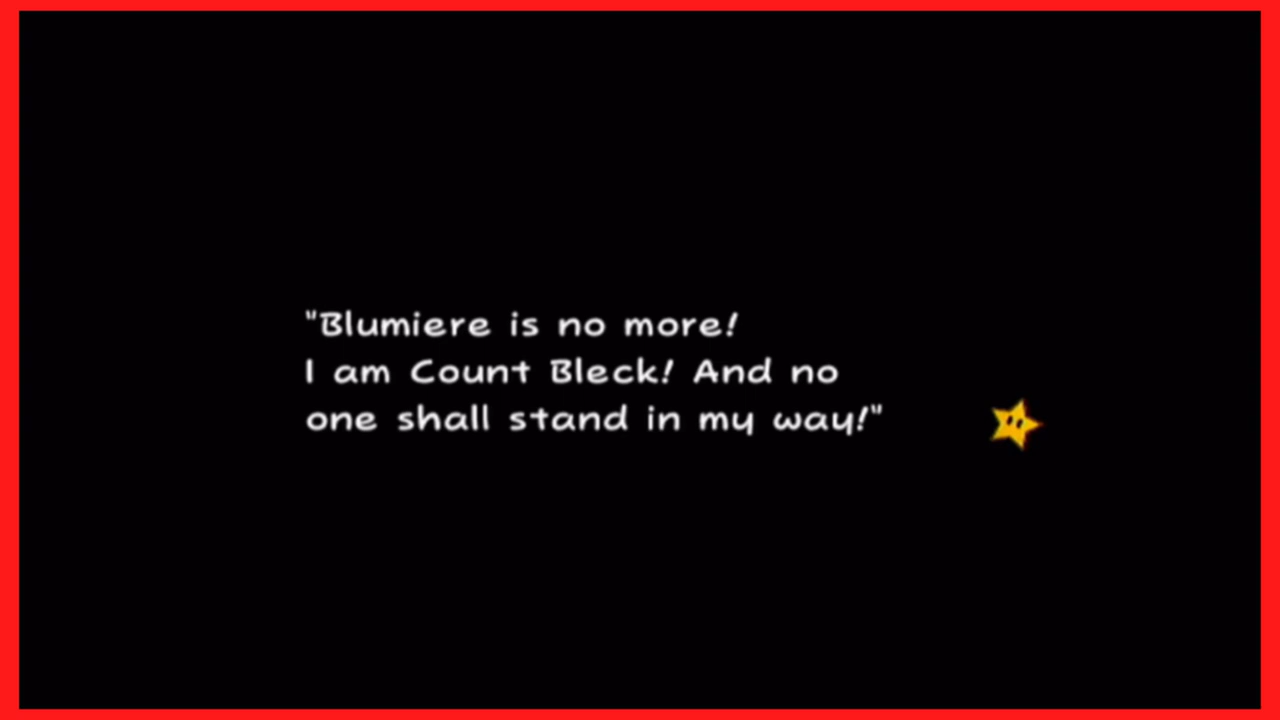 "Blumiere is no more!
I am Count Bleck! And no
one shall stand in my way!"